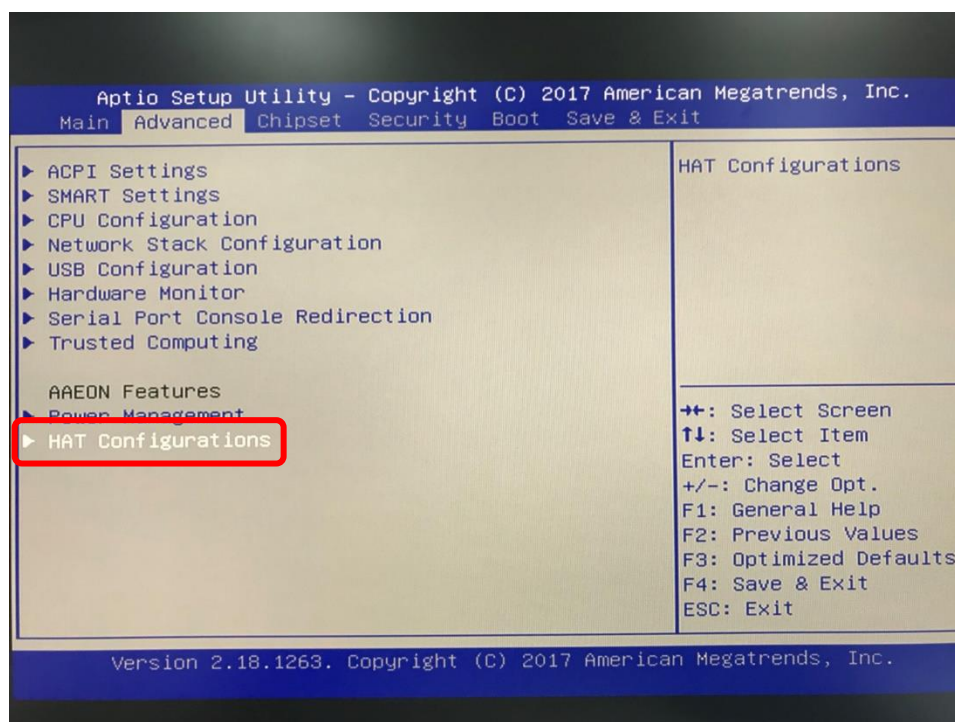 Aptio Setup Utility – Copyright (C) 2017 American Megatrends, Inc.
Main Advanced Chipset Security Boot Save & Exit
▶ ACPI Settings
▶ SMART Settings
▶ CPU Configuration
▶ Network Stack Configuration
▶ USB Configuration
▶ Hardware Monitor
▶ Serial Port Console Redirection
▶ Trusted Computing
AAEON Features
▶ Power Management
▶ HAT Configurations
HAT Configurations
→←: Select Screen
↑↓: Select Item
Enter: Select
+/-: Change Opt.
F1: General Help
F2: Previous Values
F3: Optimized Defaults
F4: Save & Exit
ESC: Exit
Version 2.18.1263. Copyright (C) 2017 American Megatrends, Inc.